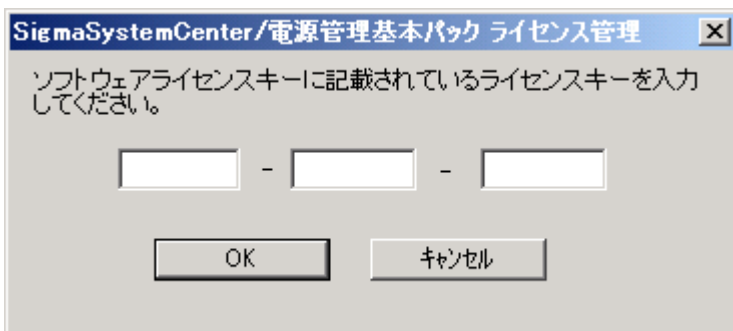 SigmaSystemCenter/電源管理基本パック ライセンス管理
ソフトウェアライセンスキーに記載されているライセンスキーを入力
してください。
- -
OK キャンセル